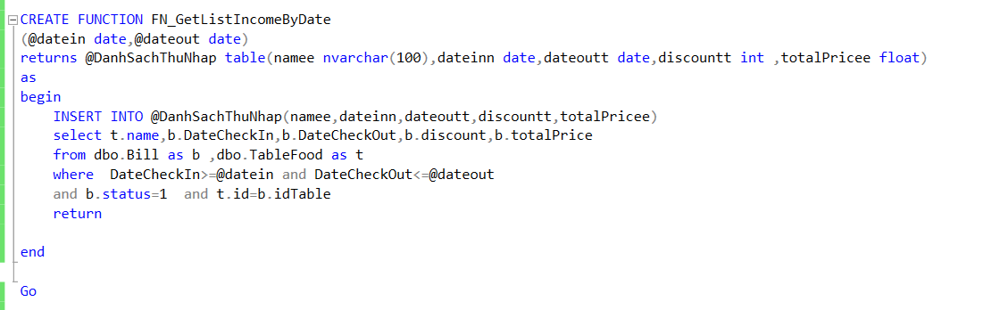 CREATE FUNCTION FN_GetListIncomeByDate
(@datein date,@dateout date)
returns @DanhSachThuNhap table(namee nvarchar(100),dateinn date,dateoutt date,discountt int ,totalPricee float)
as
begin
INSERT INTO @DanhSachThuNhap(namee,dateinn,dateoutt,discountt,totalPricee)
select t.name,b.DateCheckIn,b.DateCheckOut,b.discount,b.totalPrice
from dbo.Bill as b ,dbo.TableFood as t
where  DateCheckIn>=@datein and DateCheckOut<=@dateout
and b.status=1  and t.id=b.idTable
return
end
Go